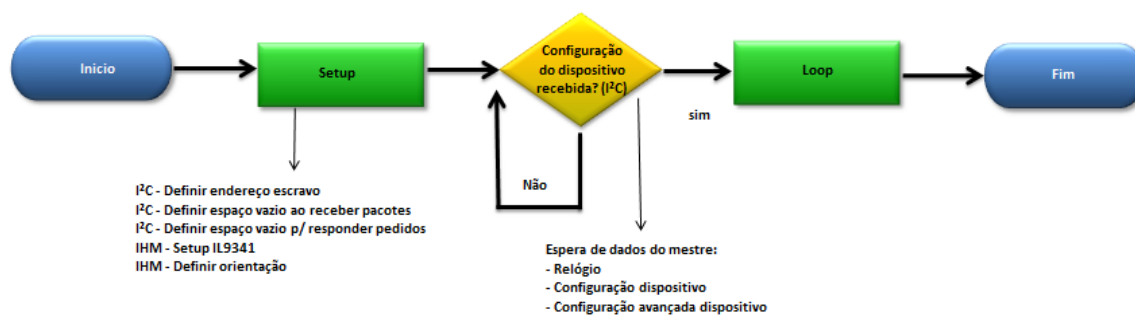 Inicio
Setup
Configuração
do dispositivo
recebida? (I²C)
Loop
Fim
sim
Não
I²C - Definir endereço escravo
I²C - Definir espaço vazio ao receber pacotes
I²C - Definir espaço vazio p/ responder pedidos
IHM - Setup IL9341
IHM - Definir orientação
Espera de dados do mestre:
- Relógio
- Configuração dispositivo
- Configuração avançada dispositivo